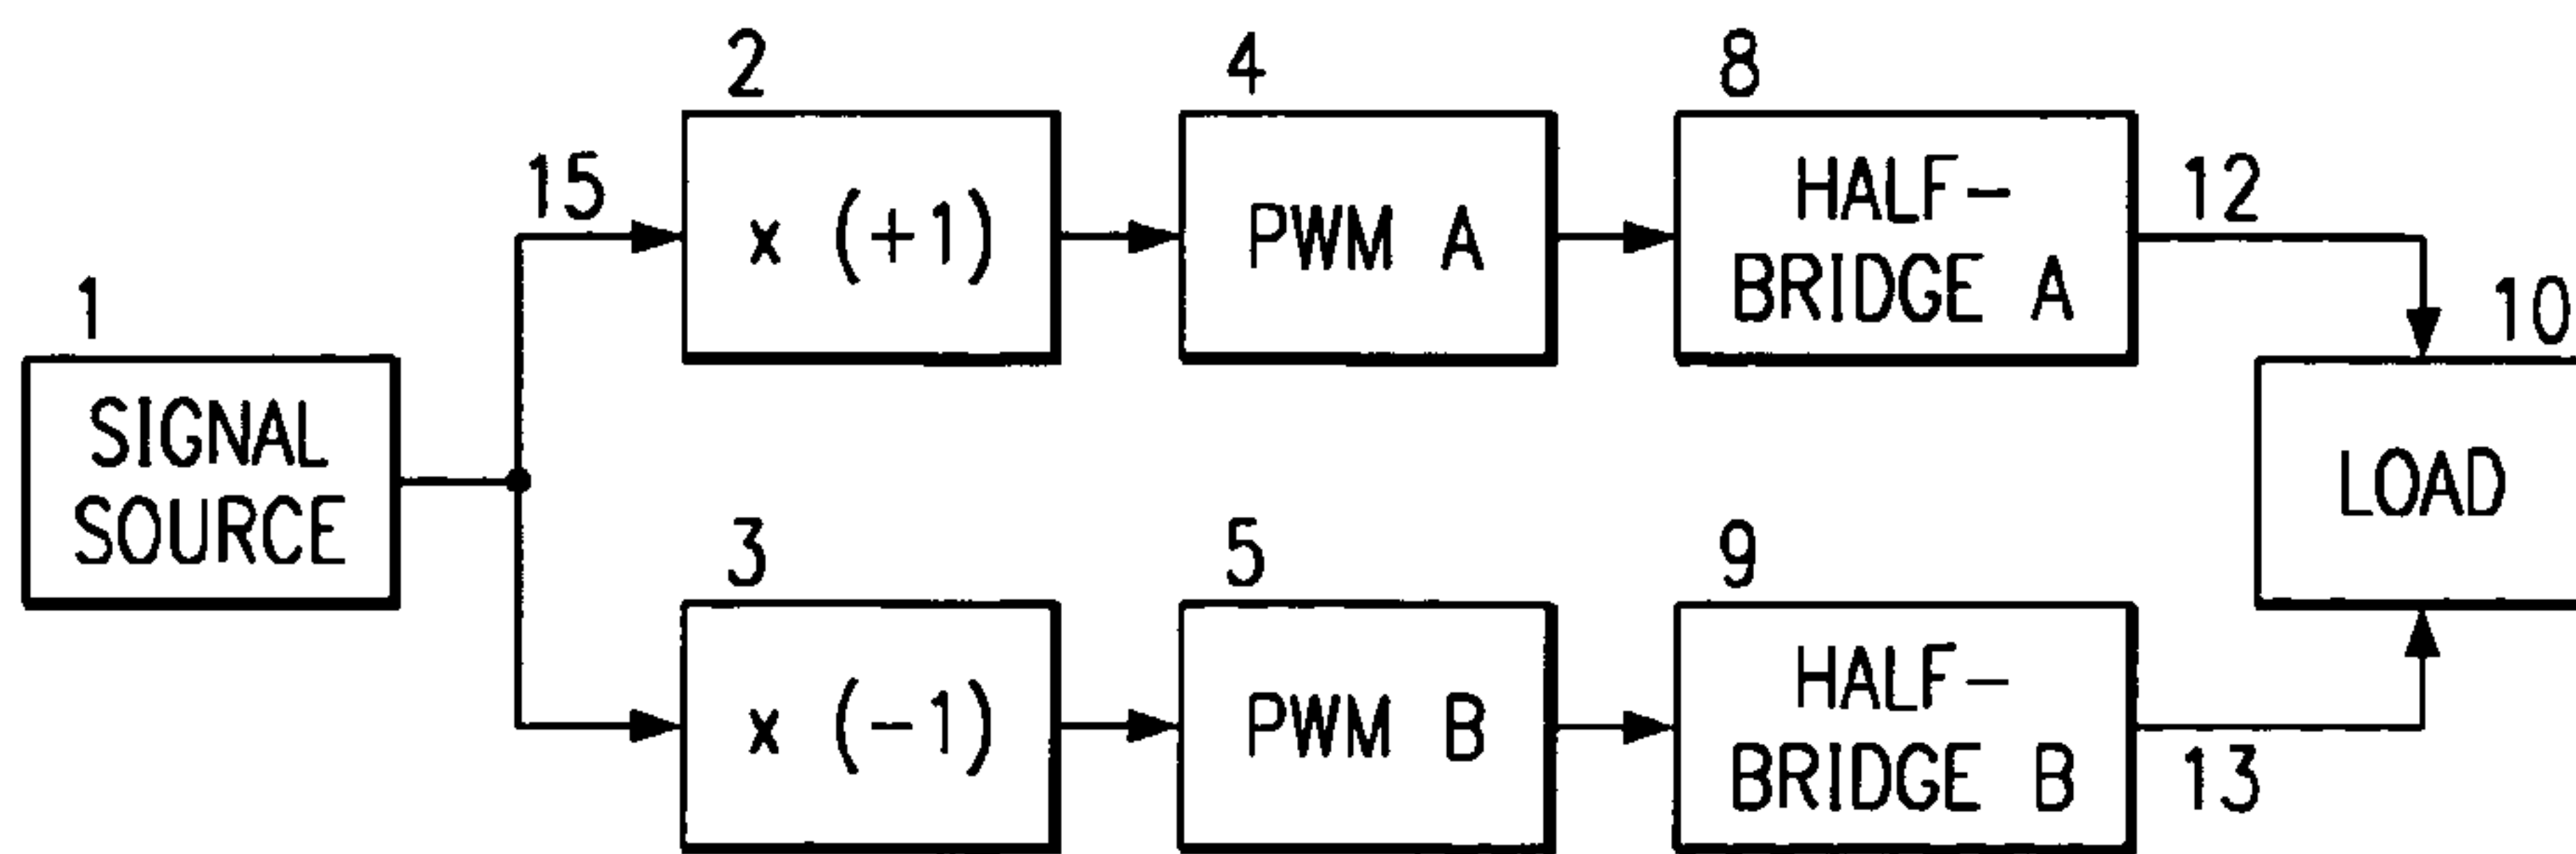 2
4
8
15
x (+1)
PWM A
HALF-
BRIDGE A
12
1
10
SIGNAL
SOURCE
LOAD
3
5
9
x (-1)
PWM B
HALF-
BRIDGE B
13